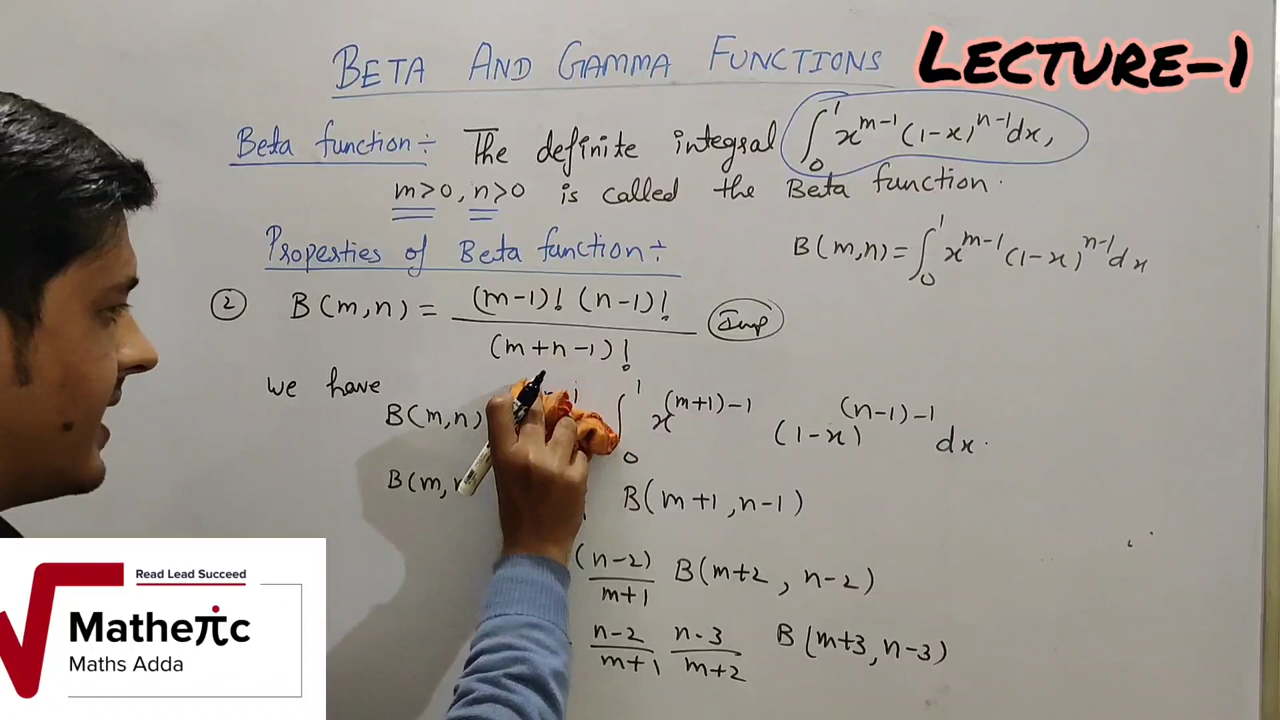 BETA AND GAMMA FUNCTIONS
LECTURE-1
Beta function:- The definite integral ∫₀¹ x^(m-1) (1-x)^(n-1) dx,
m>0, n>0 is called the Beta function.
Properties of Beta function:-
B(m,n) = ∫₀¹ x^(m-1) (1-x)^(n-1) dx
② B(m,n) = (m-1)! (n-1)! / (m+n-1)! Imp
we have
B(m,n) ∫₀¹ x^((m+1)-1) (1-x)^((n-1)-1) dx.
B(m, B(m+1, n-1)
(n-2)/(m+1) B(m+2, n-2)
n-2/m+1 n-3/m+2 B(m+3, n-3)
Read Lead Succeed
Matheπc
Maths Adda